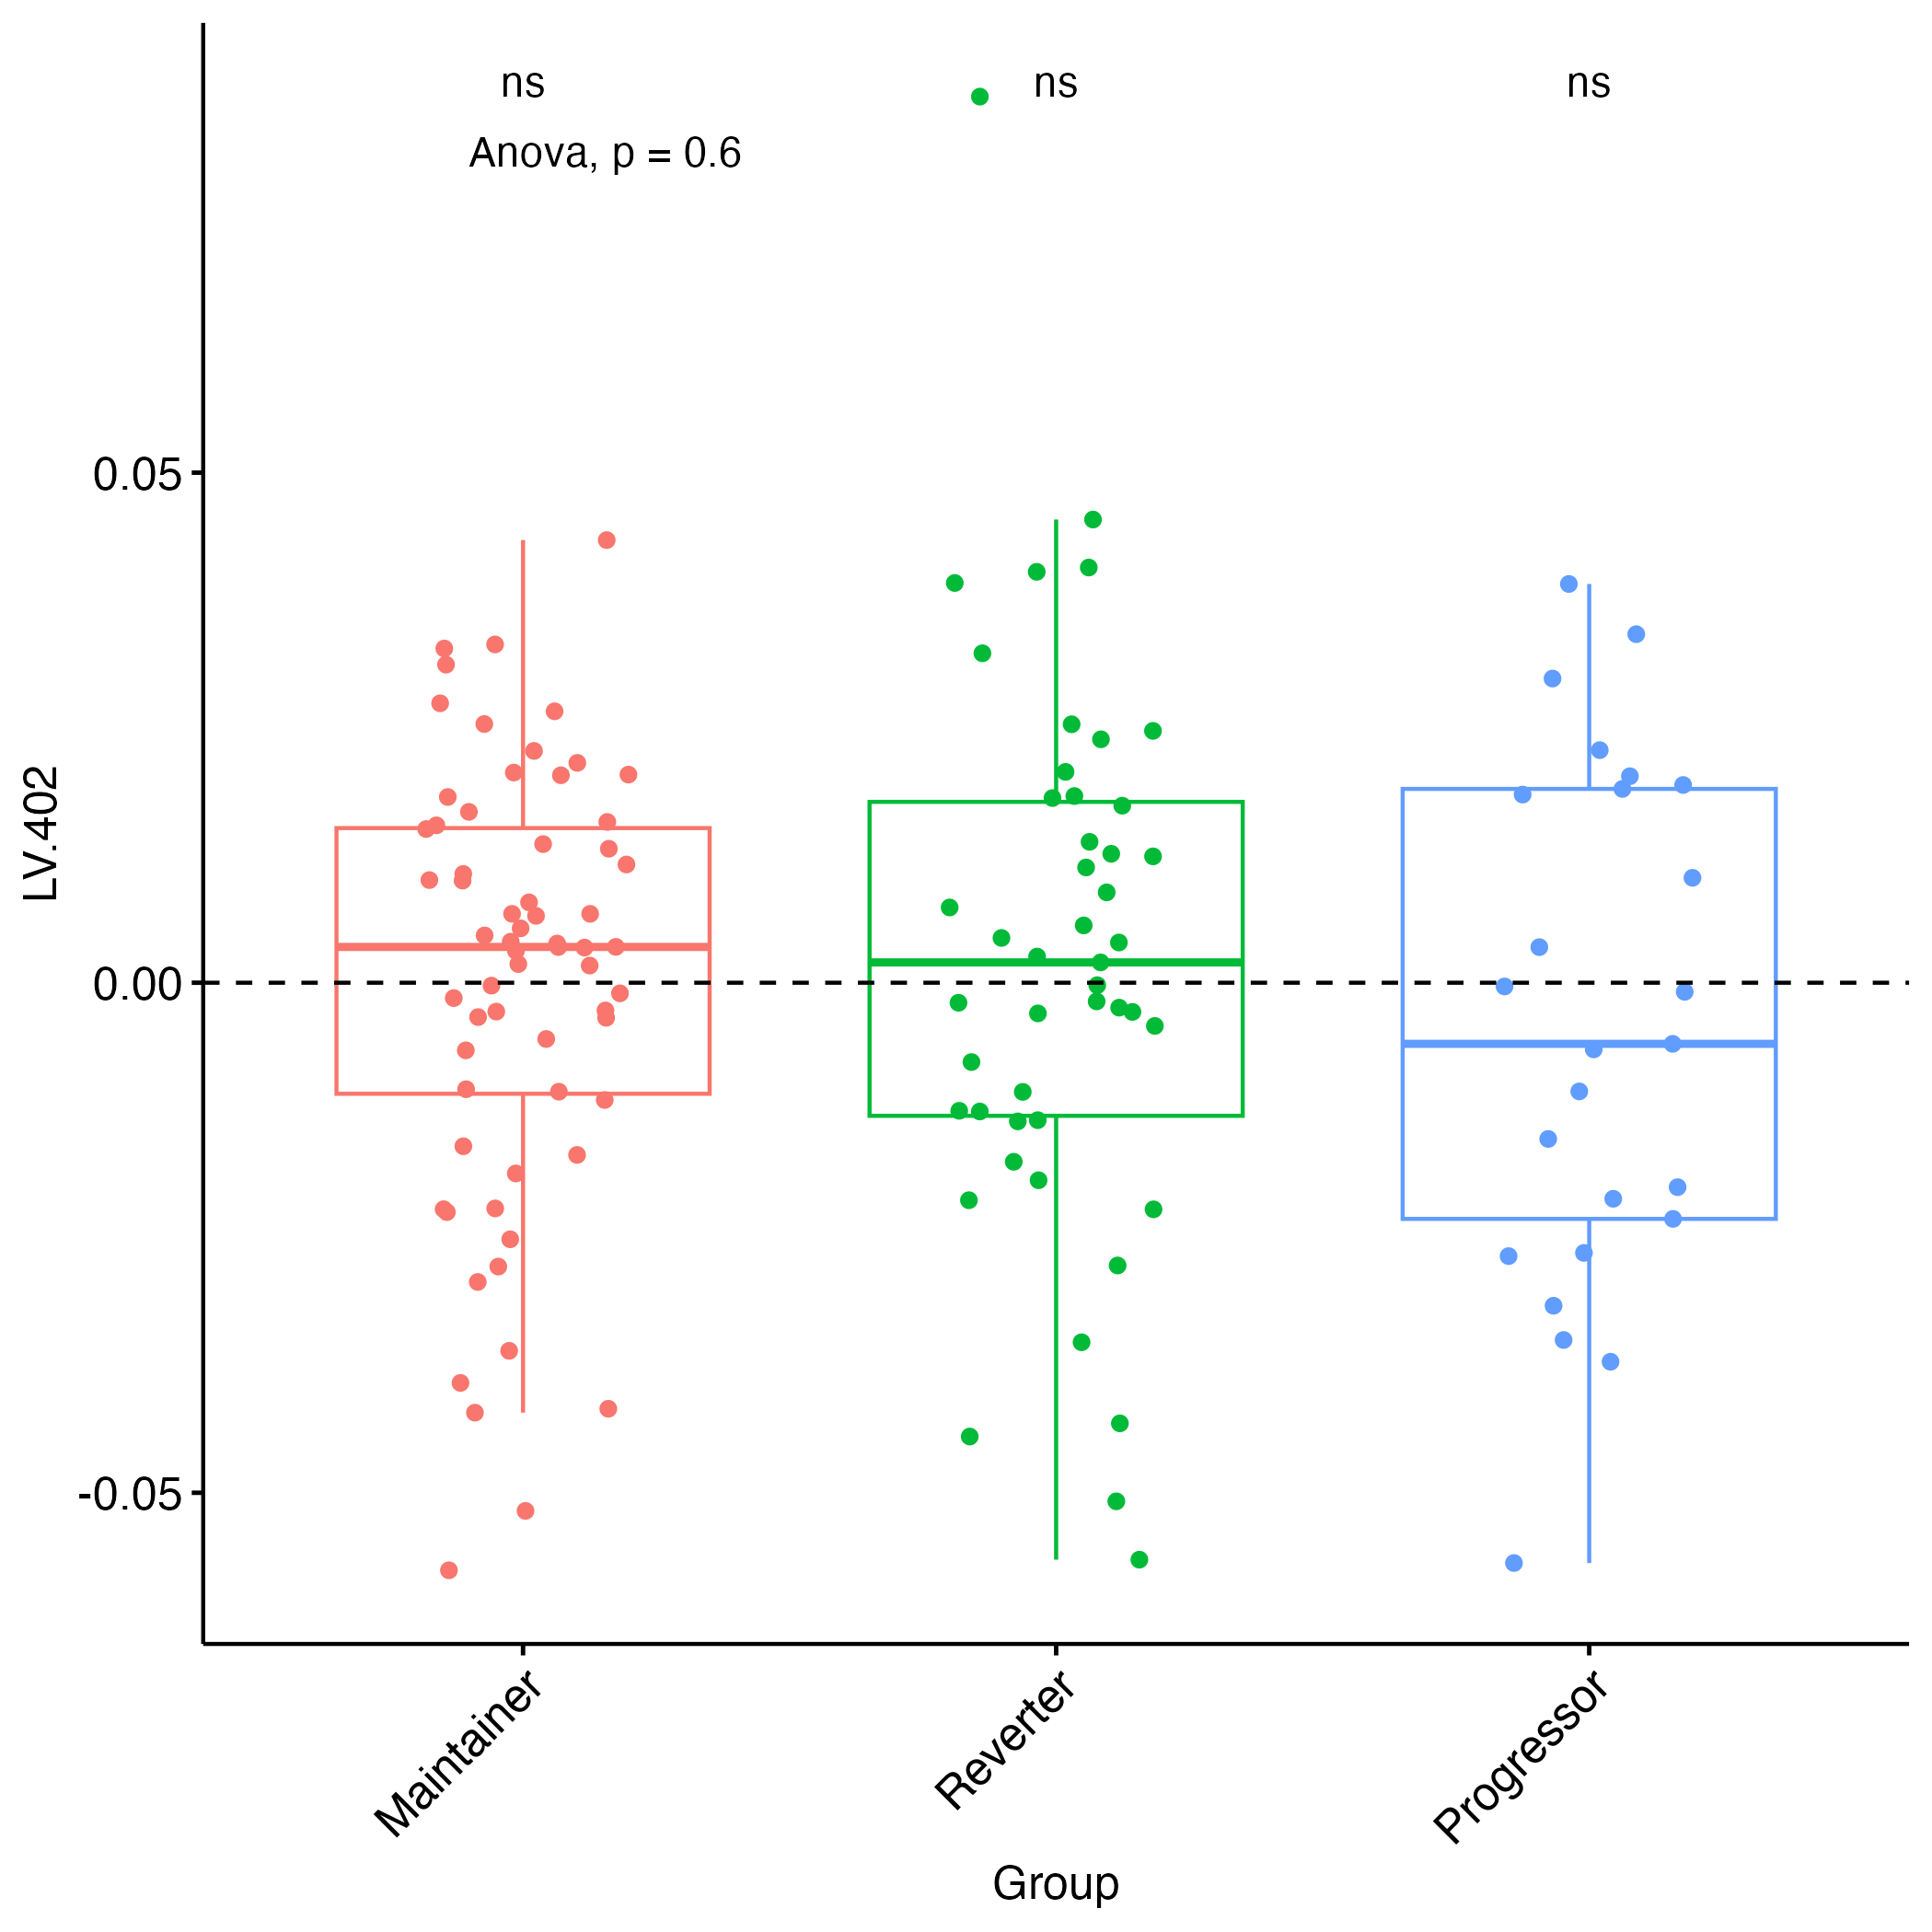 ns ns ns
Anova, p = 0.6
LV.402
0.05
0.00
-0.05
Maintainer
Reverter
Progressor
Group